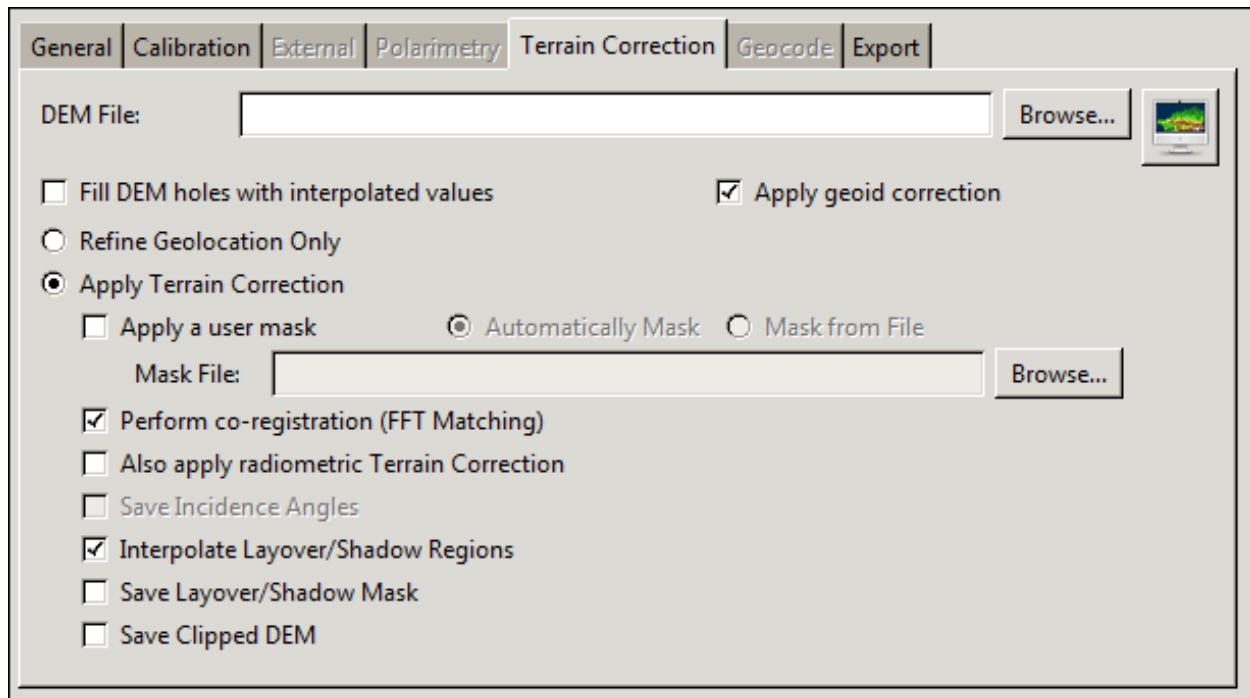 General Calibration External Polarimetry Terrain Correction Geocode Export
DEM File: Browse...
Fill DEM holes with interpolated values Apply geoid correction
Refine Geolocation Only
Apply Terrain Correction
Apply a user mask Automatically Mask Mask from File
Mask File: Browse...
Perform co-registration (FFT Matching)
Also apply radiometric Terrain Correction
Save Incidence Angles
Interpolate Layover/Shadow Regions
Save Layover/Shadow Mask
Save Clipped DEM